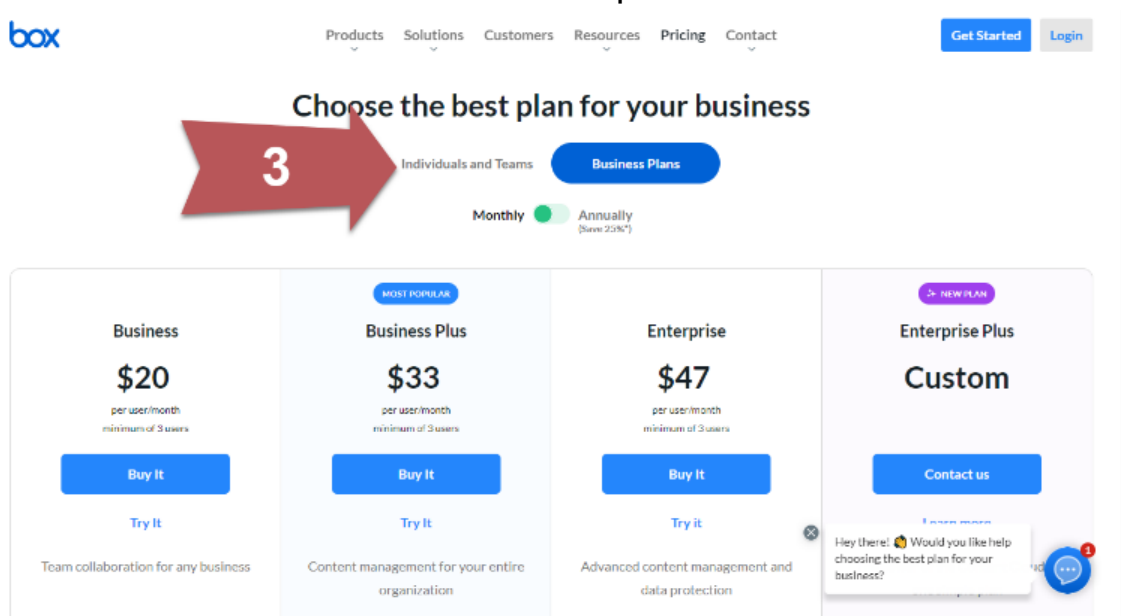 box
Products Solutions Customers Resources Pricing Contact
Get Started Login
Choose the best plan for your business
3
Individuals and Teams Business Plans
Monthly Annually
(Save 25%*)
MOST POPULAR
NEW PLAN
Business Business Plus Enterprise Enterprise Plus
$20 $33 $47 Custom
per user/month per user/month per user/month
minimum of 3 users minimum of 3 users minimum of 3 users
Buy It Buy It Buy It Contact us
Try It Try It Try it Learn more
Team collaboration for any business
Content management for your entire
organization
Advanced content management and
data protection
Hey there! 👋 Would you like help
choosing the best plan for your
business?
1